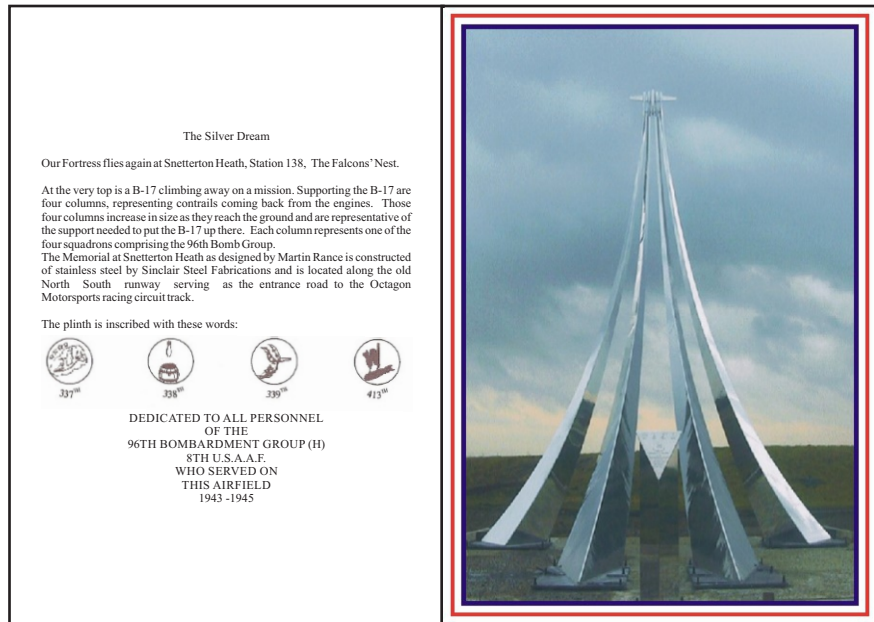 The Silver Dream
Our Fortress flies again at Snetterton Heath, Station 138, The Falcons' Nest.
At the very top is a B-17 climbing away on a mission. Supporting the B-17 are
four columns, representing contrails coming back from the engines. Those
four columns increase in size as they reach the ground and are representative of
the support needed to put the B-17 up there. Each column represents one of the
four squadrons comprising the 96th Bomb Group.
The Memorial at Snetterton Heath as designed by Martin Rance is constructed
of stainless steel by Sinclair Steel Fabrications and is located along the old
North South runway serving as the entrance road to the Octagon
Motorsports racing circuit track.
The plinth is inscribed with these words:
337TH 338TH 339TH 413TH
DEDICATED TO ALL PERSONNEL
OF THE
96TH BOMBARDMENT GROUP (H)
8TH U.S.A.A.F.
WHO SERVED ON
THIS AIRFIELD
1943 -1945